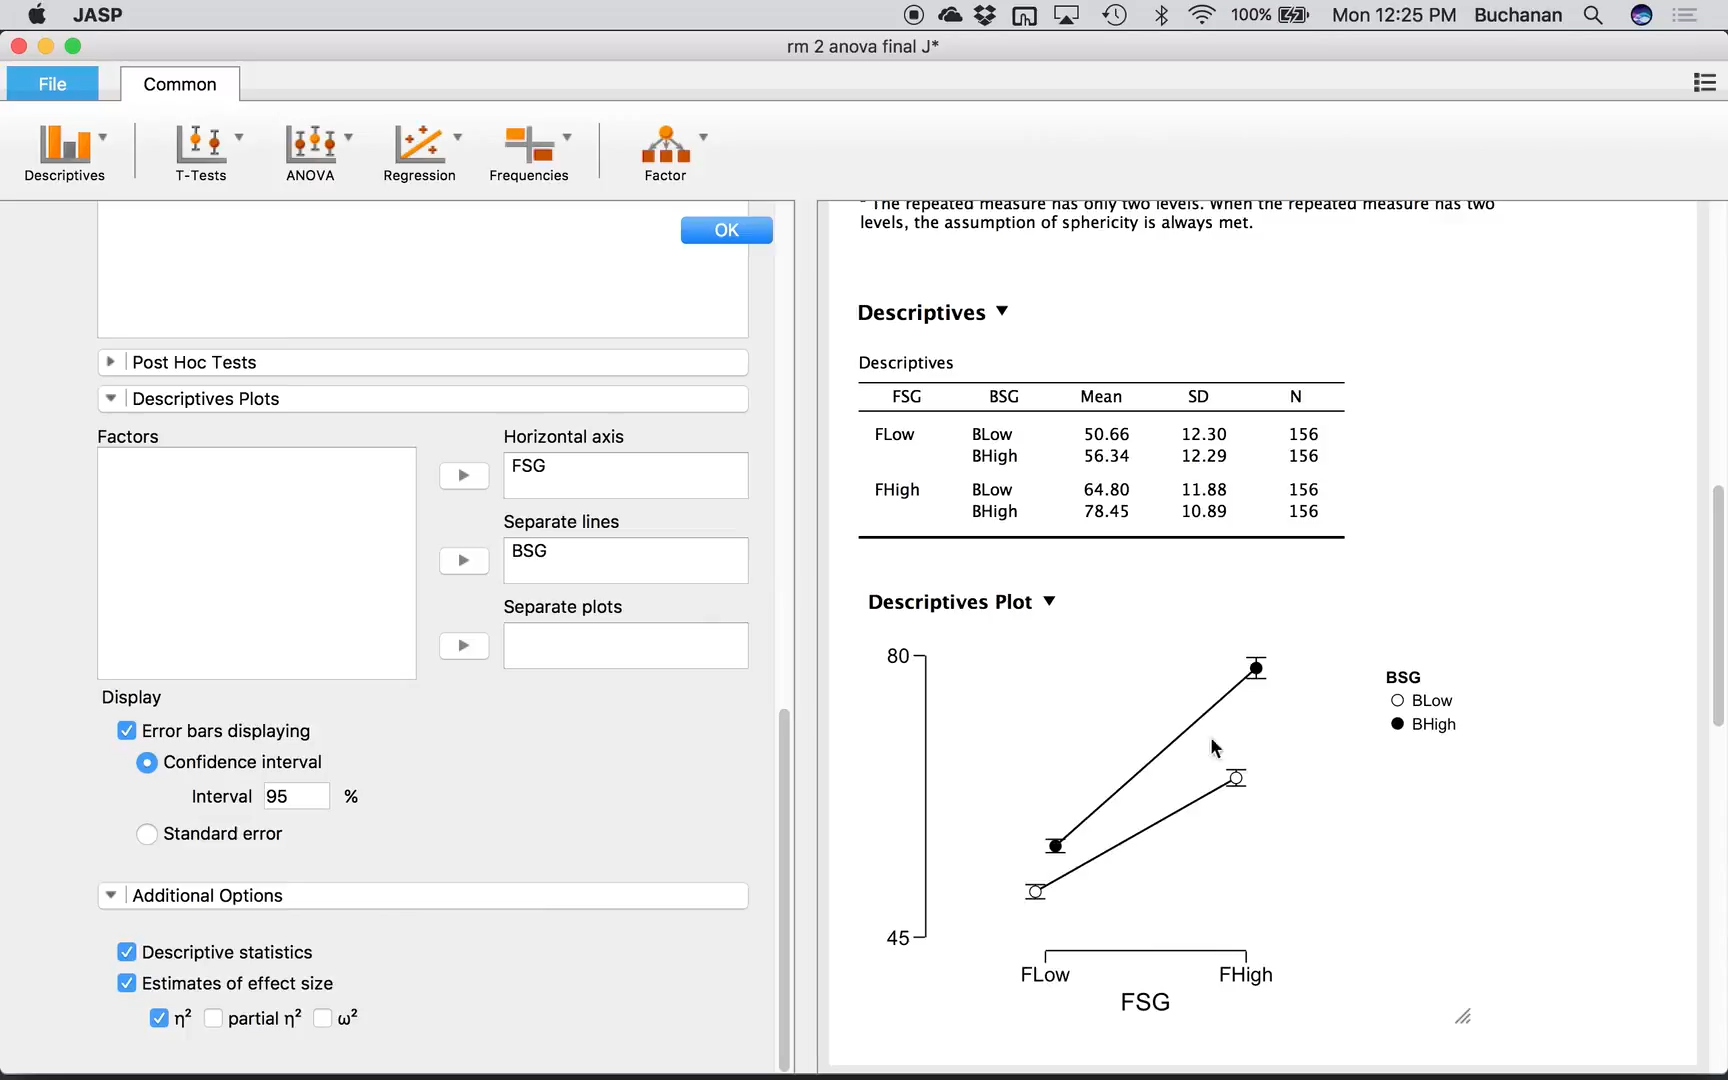 JASP
100%
Mon 12:25 PM
Buchanan
rm 2 anova final J*
File
Common
Descriptives
T-Tests
ANOVA
Regression
Frequencies
Factor
OK
Post Hoc Tests
Descriptives Plots
Factors
Horizontal axis
FSG
Separate lines
BSG
Separate plots
Display
Error bars displaying
Confidence interval
Interval 95 %
Standard error
Additional Options
Descriptive statistics
Estimates of effect size
η² partial η² ω²
The repeated measure has only two levels. When the repeated measure has two
levels, the assumption of sphericity is always met.
Descriptives
Descriptives
FSG BSG Mean SD N
FLow BLow 50.66 12.30 156
BHigh 56.34 12.29 156
FHigh BLow 64.80 11.88 156
BHigh 78.45 10.89 156
Descriptives Plot
80
45
FLow FHigh
FSG
BSG
BLow
BHigh